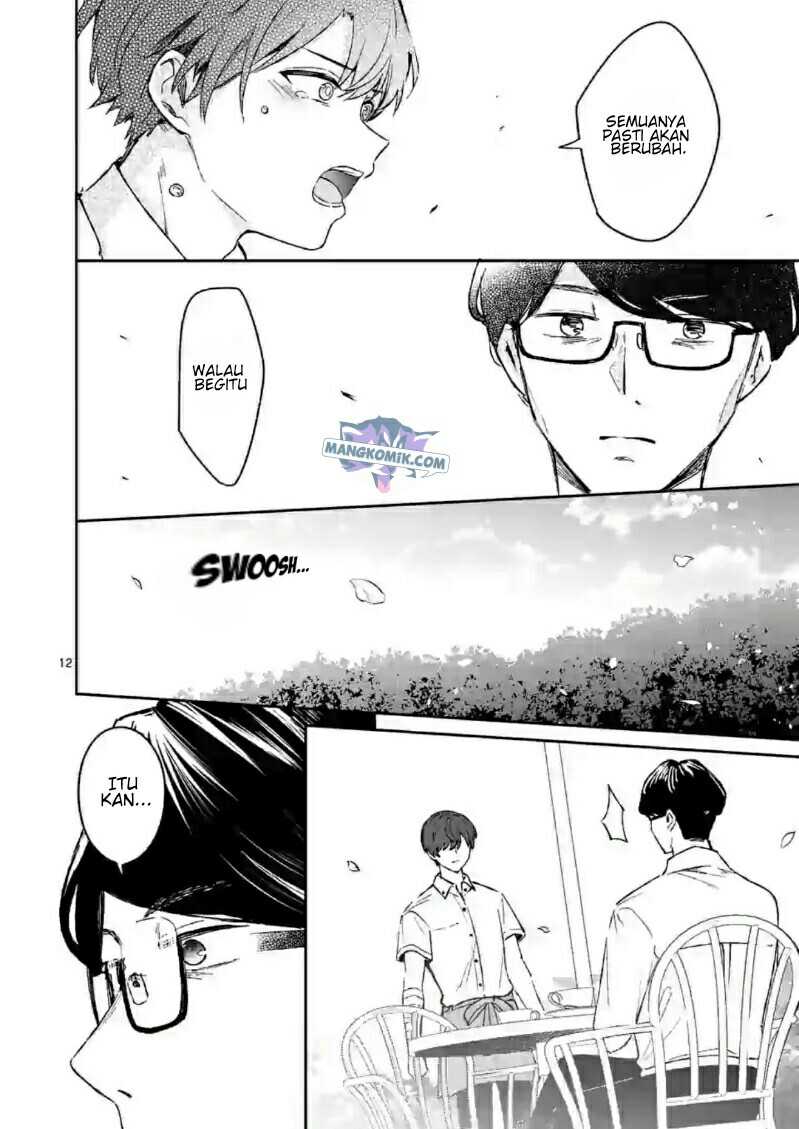 SEMUANYA
PASTI AKAN
BERUBAH.
WALAU
BEGITU
MANGKOMIK.COM
SWOOSH...
12
ITU
KAN...